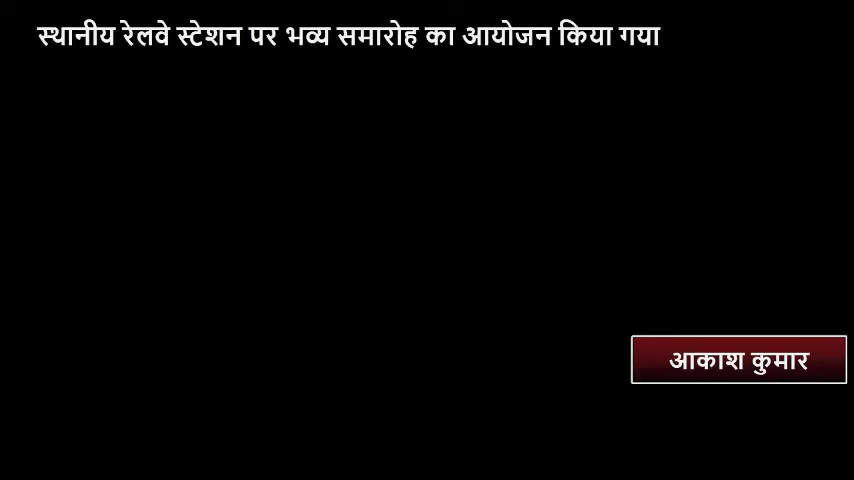 स्थानीय रेलवे स्टेशन पर भव्य समारोह का आयोजन किया गया
आकाश कुमार